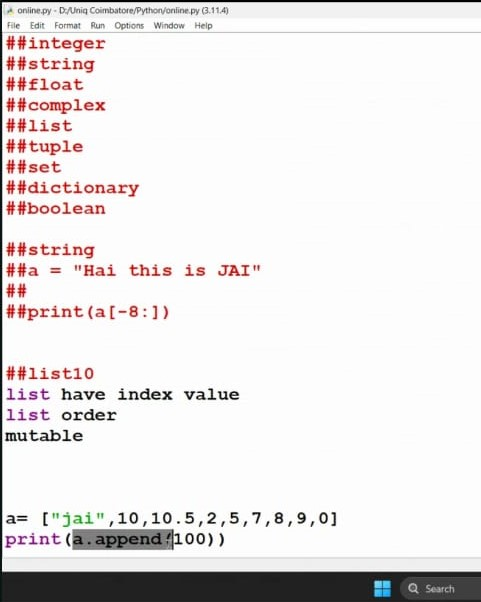 online.py - D:/Uniq Coimbatore/Python/online.py (3.11.4)
File Edit Format Run Options Window Help
##integer
##string
##float
##complex
##list
##tuple
##set
##dictionary
##boolean
##string
##a = "Hai this is JAI"
##
##print(a[-8:])
##list10
list have index value
list order
mutable
a= ["jai",10,10.5,2,5,7,8,9,0]
print(a.append(100))
Search